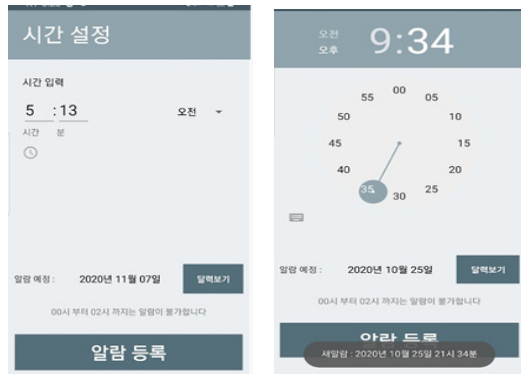 시간 설정
시간 입력
5 :13 오전
시간 분
알람 예정 : 2020년 11월 07일 달력보기
00시 부터 02시 까지는 알람이 불가합니다
알람 등록
오전
오후
9:34
00
55 05
50 10
45 15
40 20
35 25
30
알람 예정 : 2020년 10월 25일 달력보기
00시 부터 02시 까지는 알람이 불가합니다
알람 등록
새알람 : 2020년 10월 25일 21시 34분